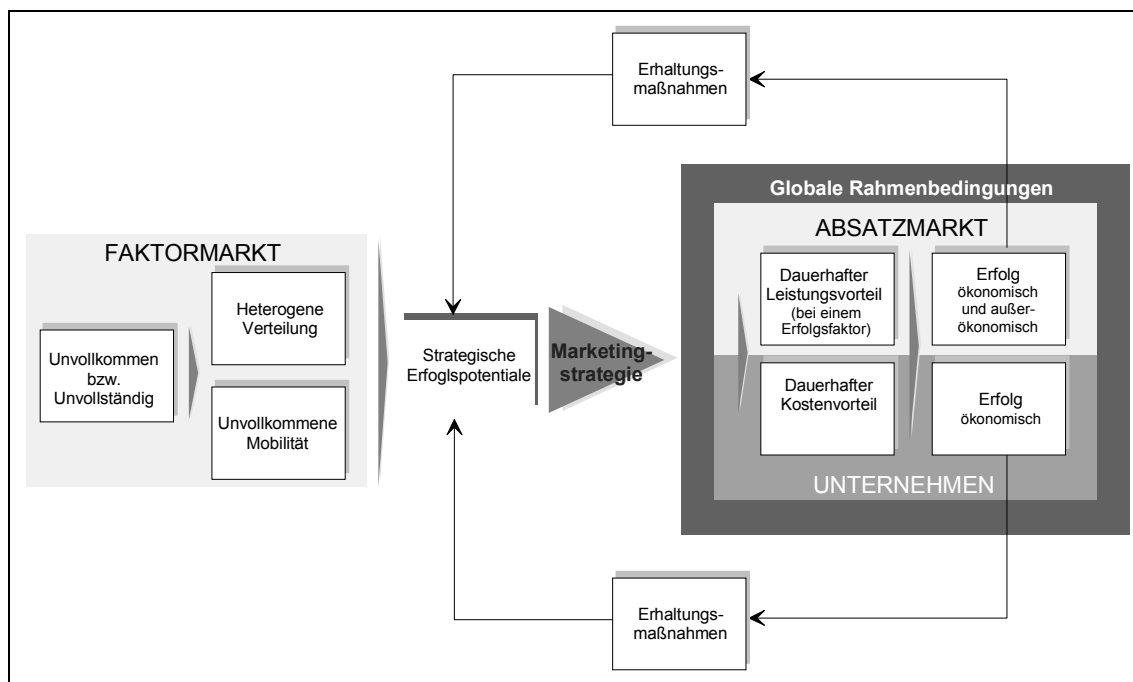 Erhaltungs-
maßnahmen
Globale Rahmenbedingungen
ABSATZMARKT
FAKTORMARKT
Heterogene
Verteilung
Unvollkommen
bzw.
Unvollständig
Unvollkommene
Mobilität
Strategische
Erfoglspotentiale
Marketing-
strategie
Dauerhafter
Leistungsvorteil
(bei einem
Erfolgsfaktor)
Erfolg
ökonomisch
und außer-
ökonomisch
Dauerhafter
Kostenvorteil
Erfolg
ökonomisch
UNTERNEHMEN
Erhaltungs-
maßnahmen